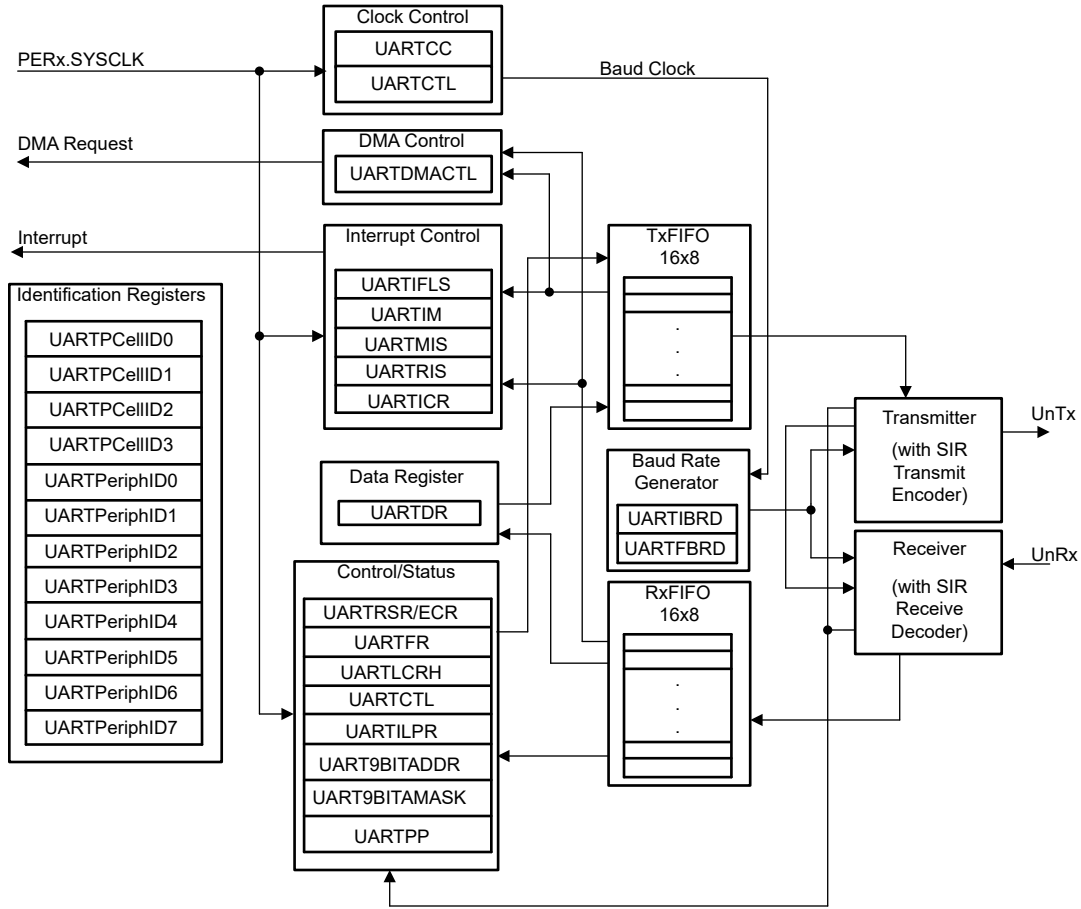 Clock Control
UARTCC
UARTCTL
PERx.SYSCLK
Baud Clock
DMA Request
DMA Control
UARTDMACTL
Interrupt
Interrupt Control
UARTIFLS
UARTIM
UARTMIS
UARTRIS
UARTICR
TxFIFO
16x8
.
.
.
Identification Registers
UARTPCellID0
UARTPCellID1
UARTPCellID2
UARTPCellID3
UARTPeriphID0
UARTPeriphID1
UARTPeriphID2
UARTPeriphID3
UARTPeriphID4
UARTPeriphID5
UARTPeriphID6
UARTPeriphID7
Data Register
UARTDR
Baud Rate
Generator
UARTIBRD
UARTFBRD
Transmitter
(with SIR
Transmit
Encoder)
UnTx
Receiver
(with SIR
Receive
Decoder)
UnRx
Control/Status
UARTRSR/ECR
UARTFR
UARTLCRH
UARTCTL
UARTILPR
UART9BITADDR
UART9BITAMASK
UARTPP
RxFIFO
16x8
.
.
.